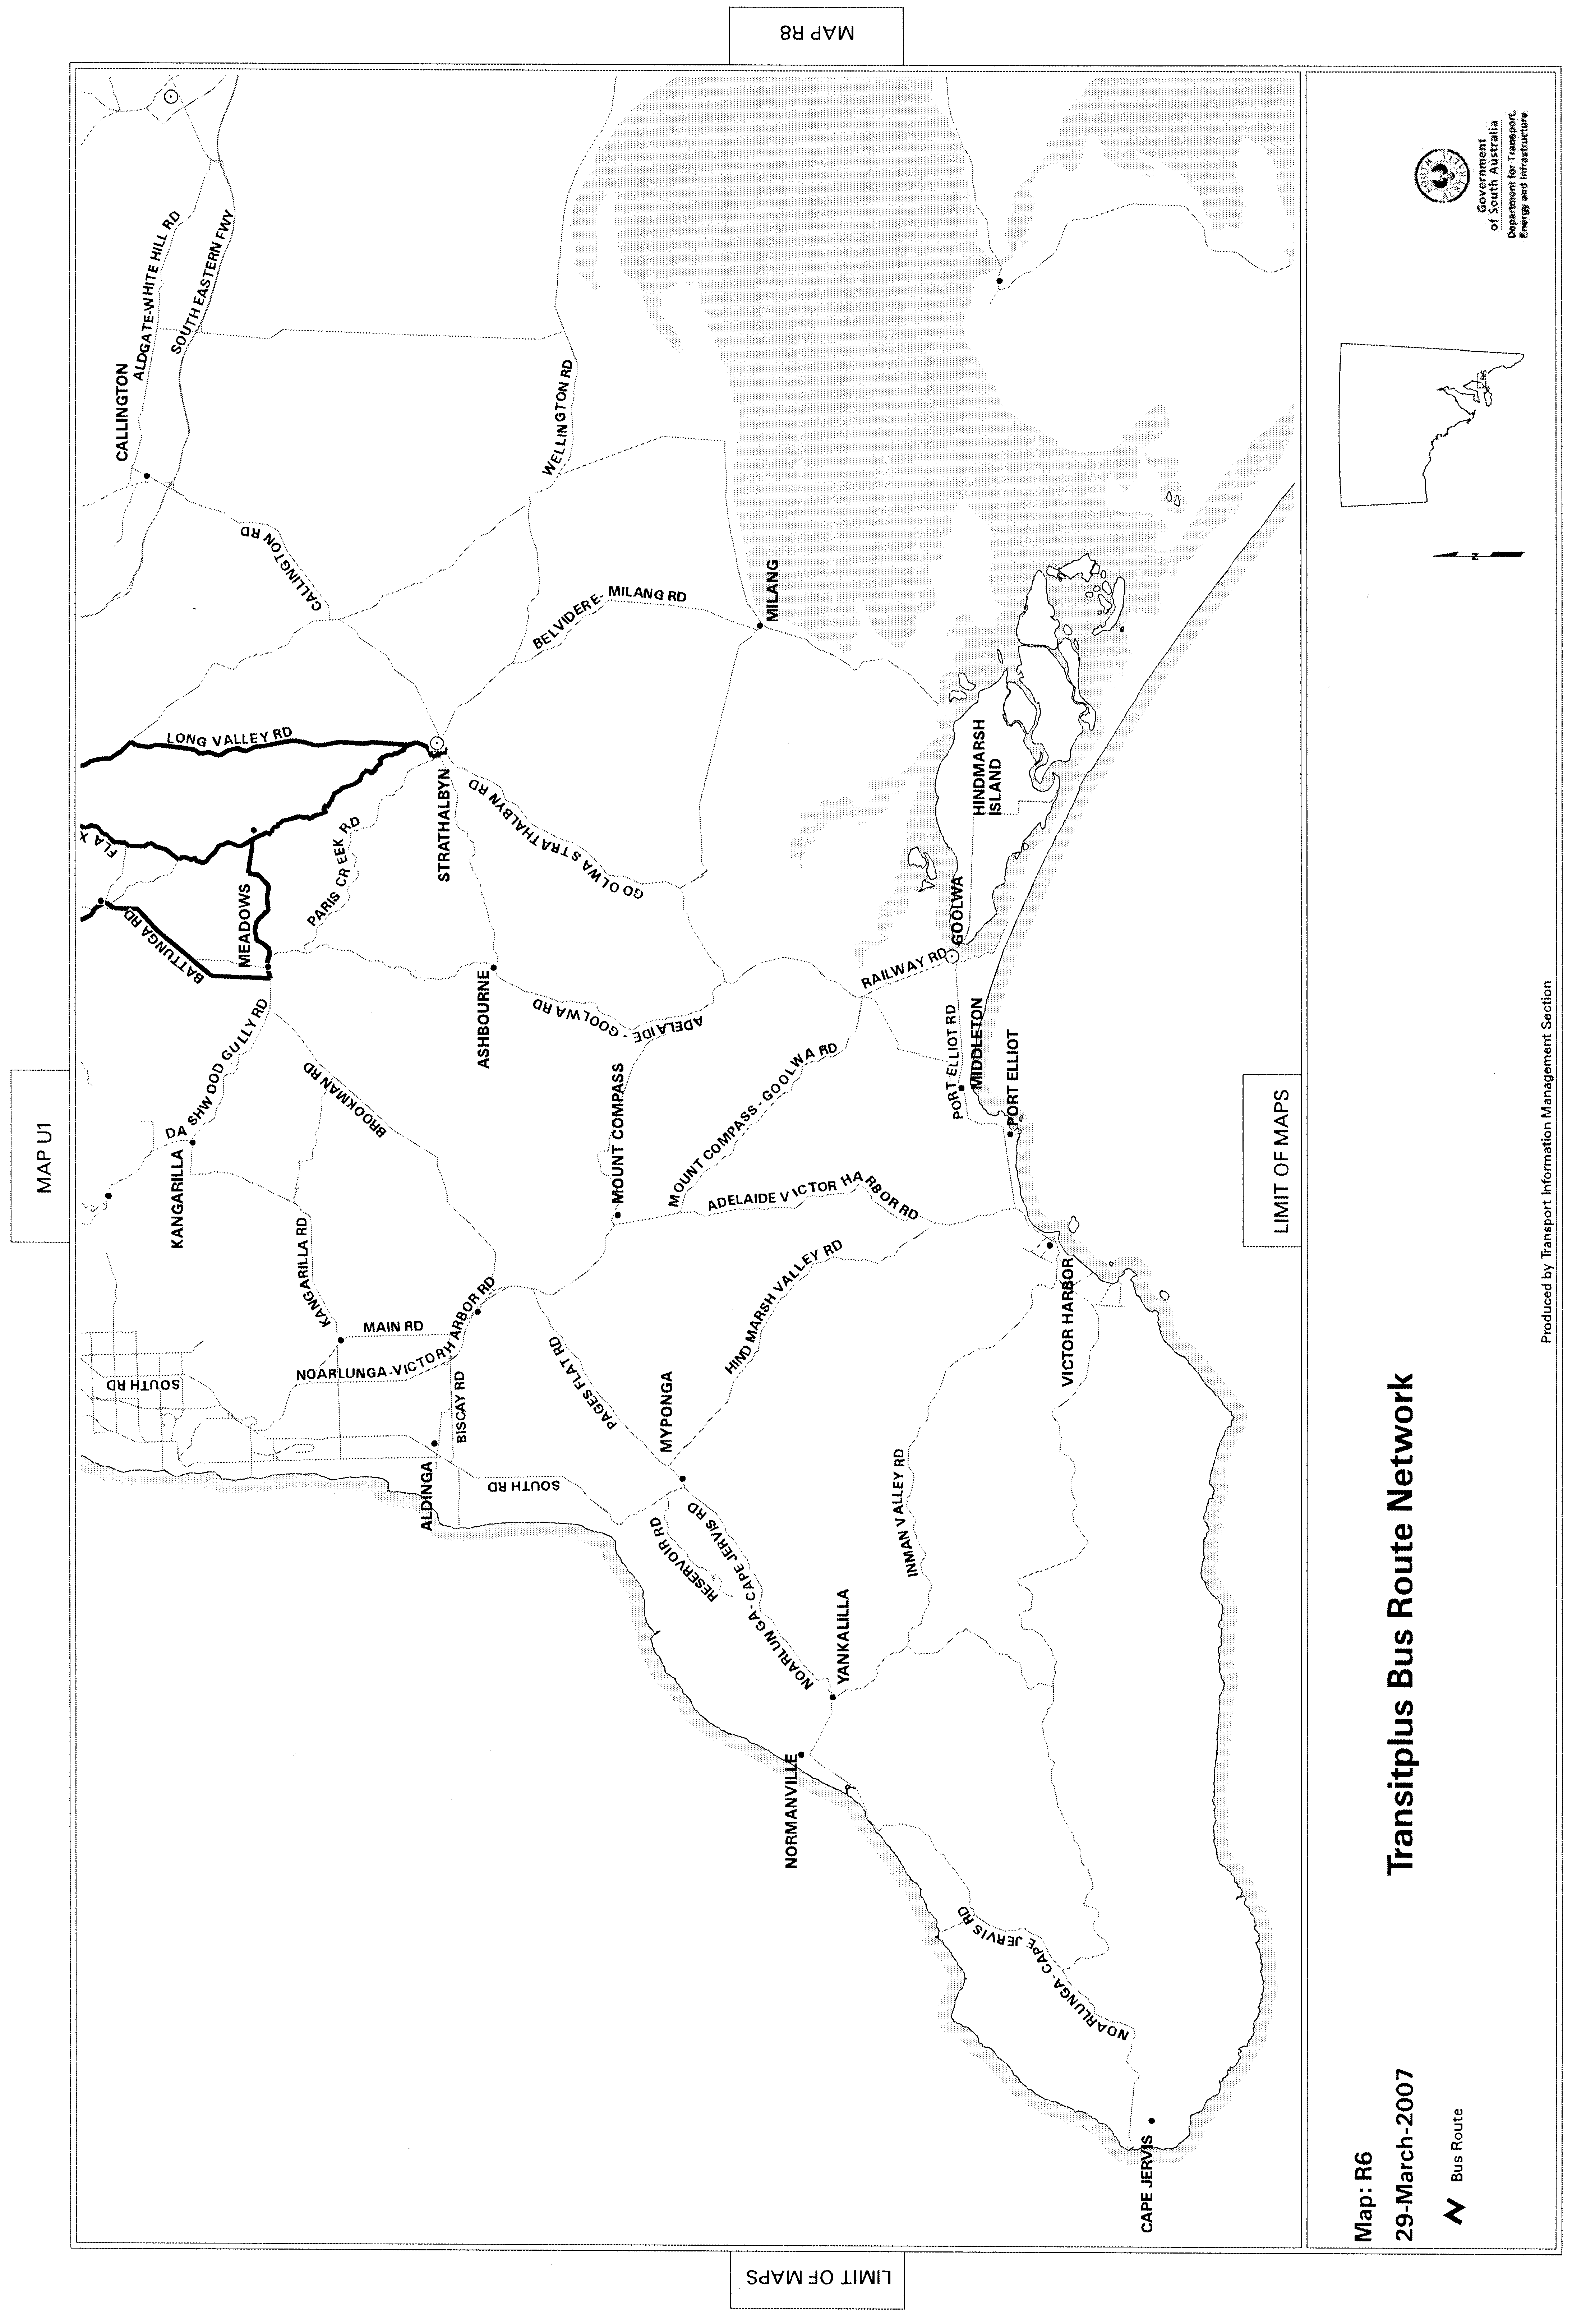 MAP R8
MAP U1
LIMIT OF MAPS
LIMIT OF MAPS
CALLINGTON
ALDGATE-WHITE HILL RD
SOUTH EASTERN FWY
CALLINGTON RD
WELLINGTON RD
BELVIDERE- MILANG RD
MILANG
LONG VALLEY RD
STRATHALBYN
GOOLWA STRATHALBYN RD
PARIS CREEK RD
BATTUNGA RD
MEADOWS
HINDMARSH
ISLAND
GOOLWA
RAILWAY RD
ASHBOURNE
ADELAIDE - GOOLWA RD
DASHWOOD GULLY RD
BROOKMAN RD
KANGARILLA
KANGARILLA RD
MOUNT COMPASS
MOUNT COMPASS - GOOLWA RD
PORT ELLIOT RD
MIDDLETON
PORT ELLIOT
ADELAIDE VICTOR HARBOR RD
HINDMARSH VALLEY RD
VICTOR HARBOR
MAIN RD
NOARLUNGA-VICTOR HARBOR RD
SOUTH RD
BISCAY RD
PAGES FLAT RD
MYPONGA
ALDINGA
SOUTH RD
RESERVOIR RD
NOARLUNGA - CAPE JERVIS RD
INMAN VALLEY RD
YANKALILLA
NORMANVILLE
NOARLUNGA - CAPE JERVIS RD
CAPE JERVIS
Map: R6
29-March-2007
Bus Route
Transitplus Bus Route Network
Produced by Transport Information Management Section
N
Government
of South Australia
Department for Transport,
Energy and Infrastructure